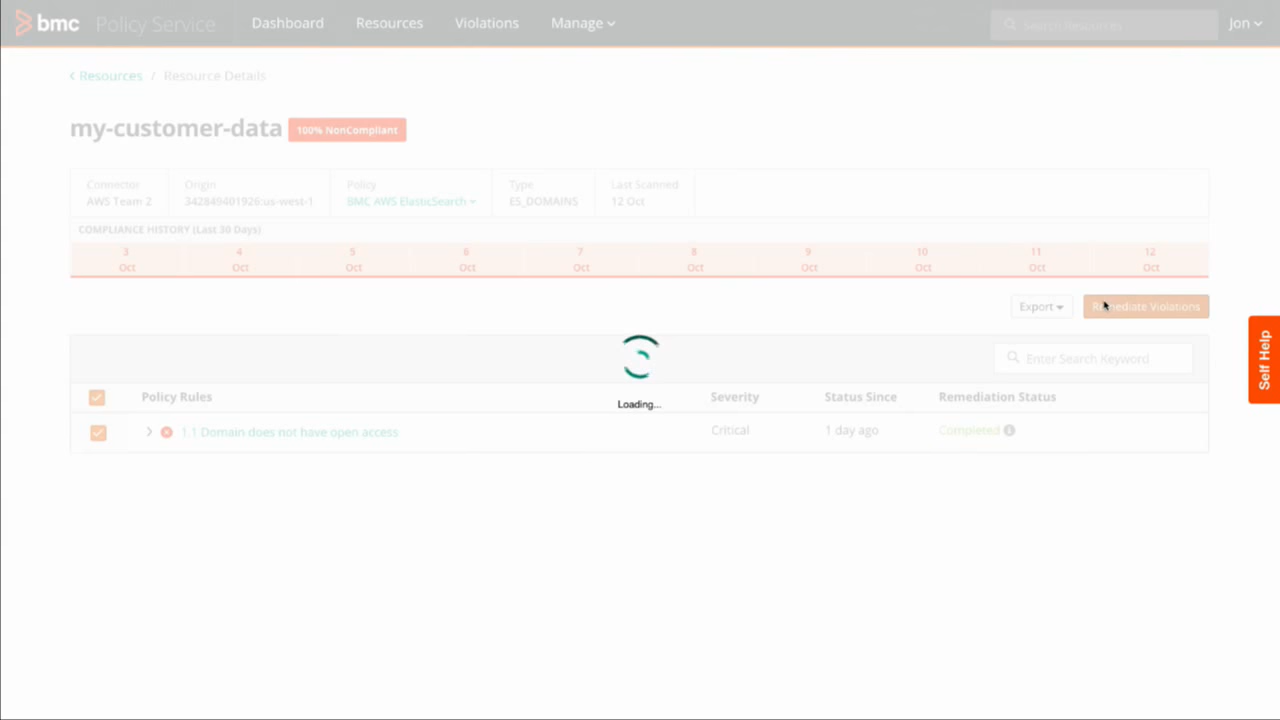 bmc Policy Service Dashboard Resources Violations Manage Search Resources Jon
Resources / Resource Details
my-customer-data 100% NonCompliant
Connector Origin Policy Type Last Scanned
AWS Team 2 342849401926:us-west-1 BMC AWS ElasticSearch ES_DOMAINS 12 Oct
COMPLIANCE HISTORY (Last 30 Days)
3 4 5 6 7 8 9 10 11 12
Oct Oct Oct Oct Oct Oct Oct Oct Oct Oct
Export Remediate Violations
Self Help
Enter Search Keyword
Loading...
Policy Rules Severity Status Since Remediation Status
1.1 Domain does not have open access Critical 1 day ago Completed